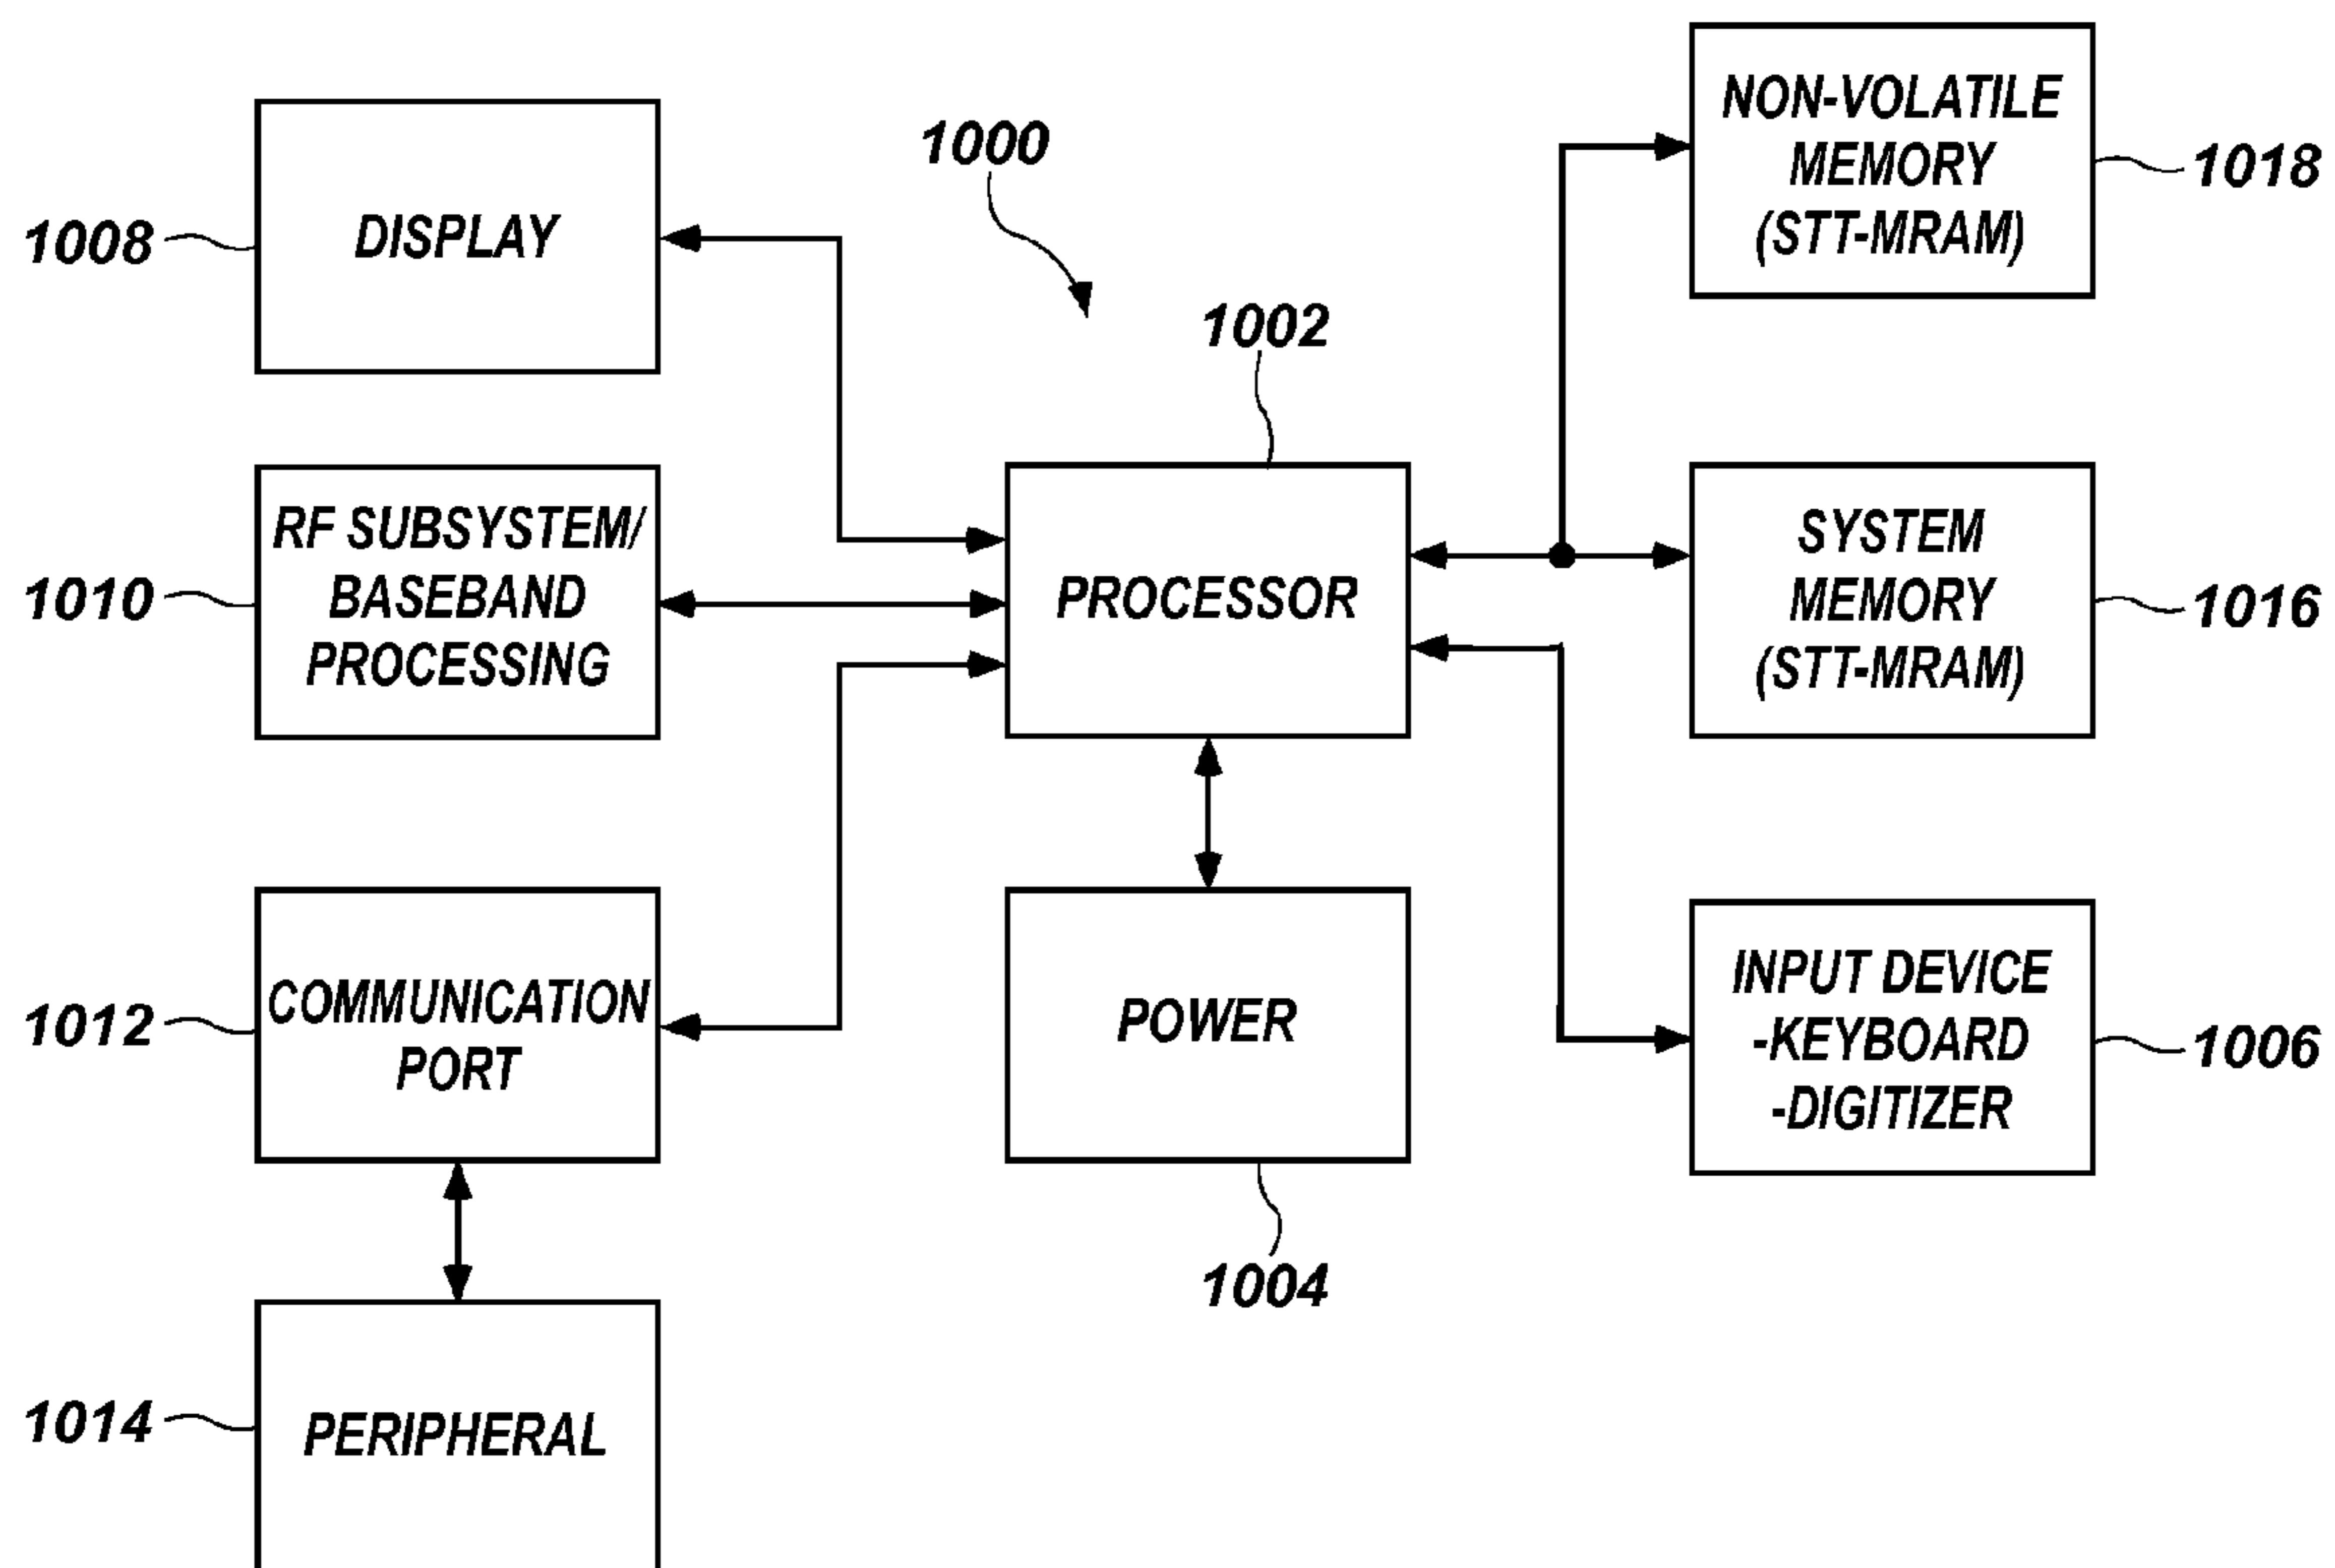 1000
1008
DISPLAY
1010
RF SUBSYSTEM/
BASEBAND
PROCESSING
1012
COMMUNICATION
PORT
1014
PERIPHERAL
1002
PROCESSOR
POWER
1004
NON-VOLATILE
MEMORY
(STT-MRAM)
1018
SYSTEM
MEMORY
(STT-MRAM)
1016
INPUT DEVICE
-KEYBOARD
-DIGITIZER
1006